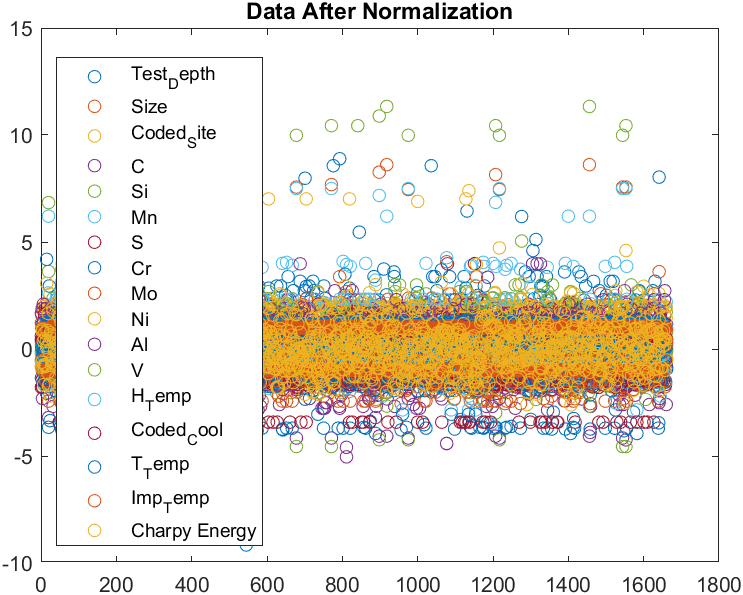 Data After Normalization
15
10
5
0
-5
-10
Test_Depth
Size
Coded_Site
C
Si
Mn
S
Cr
Mo
Ni
Al
V
H_Temp
Coded_Cool
T_Temp
Imp_Temp
Charpy Energy
0 200 400 600 800 1000 1200 1400 1600 1800